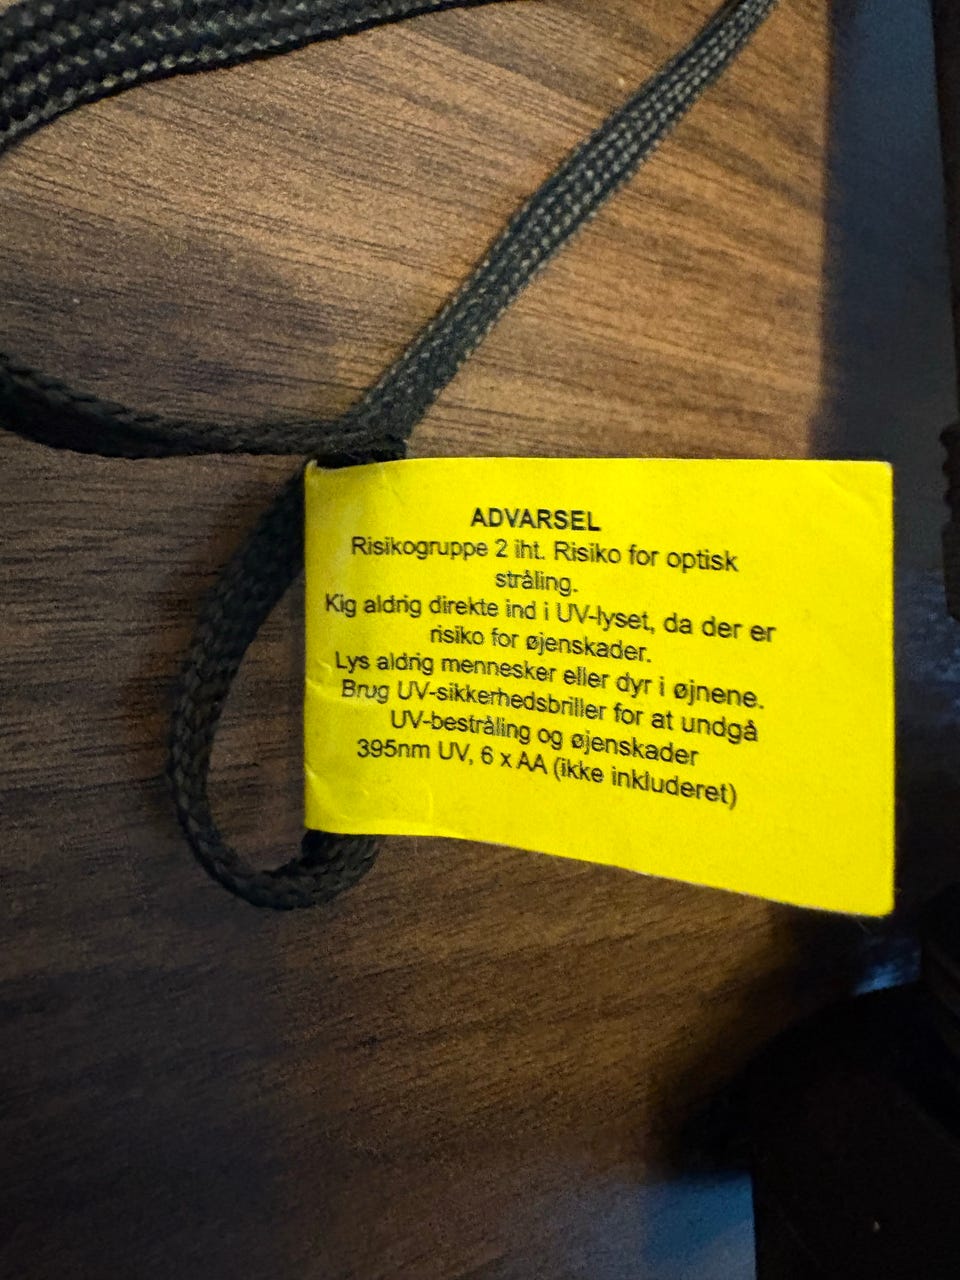 ADVARSEL
Risikogruppe 2 iht. Risiko for optisk
stråling.
Kig aldrig direkte ind i UV-lyset, da der er
risiko for øjenskader.
Lys aldrig mennesker eller dyr i øjnene.
Brug UV-sikkerhedsbriller for at undgå
UV-bestråling og øjenskader
395nm UV, 6 x AA (ikke inkluderet)